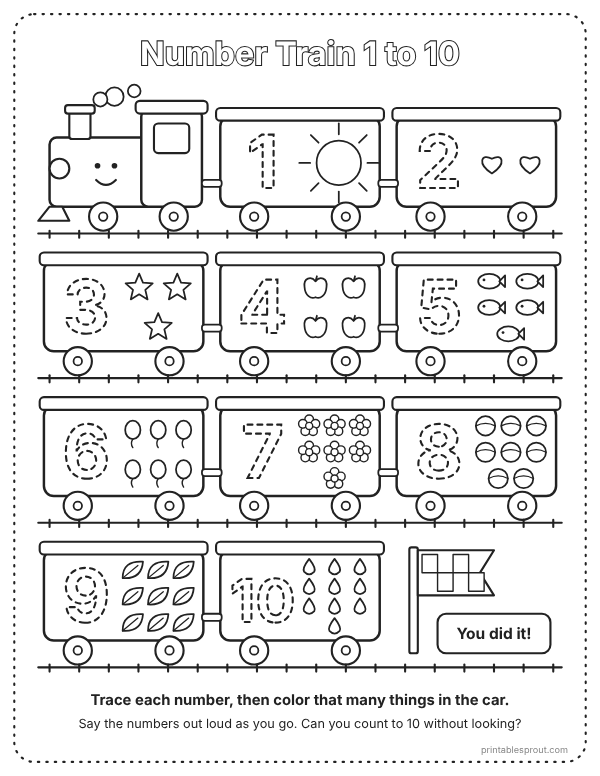 Number Train 1 to 10
1
2
3
4
5
6
7
8
9
10
You did it!
Trace each number, then color that many things in the car.
Say the numbers out loud as you go. Can you count to 10 without looking?
printablesprout.com